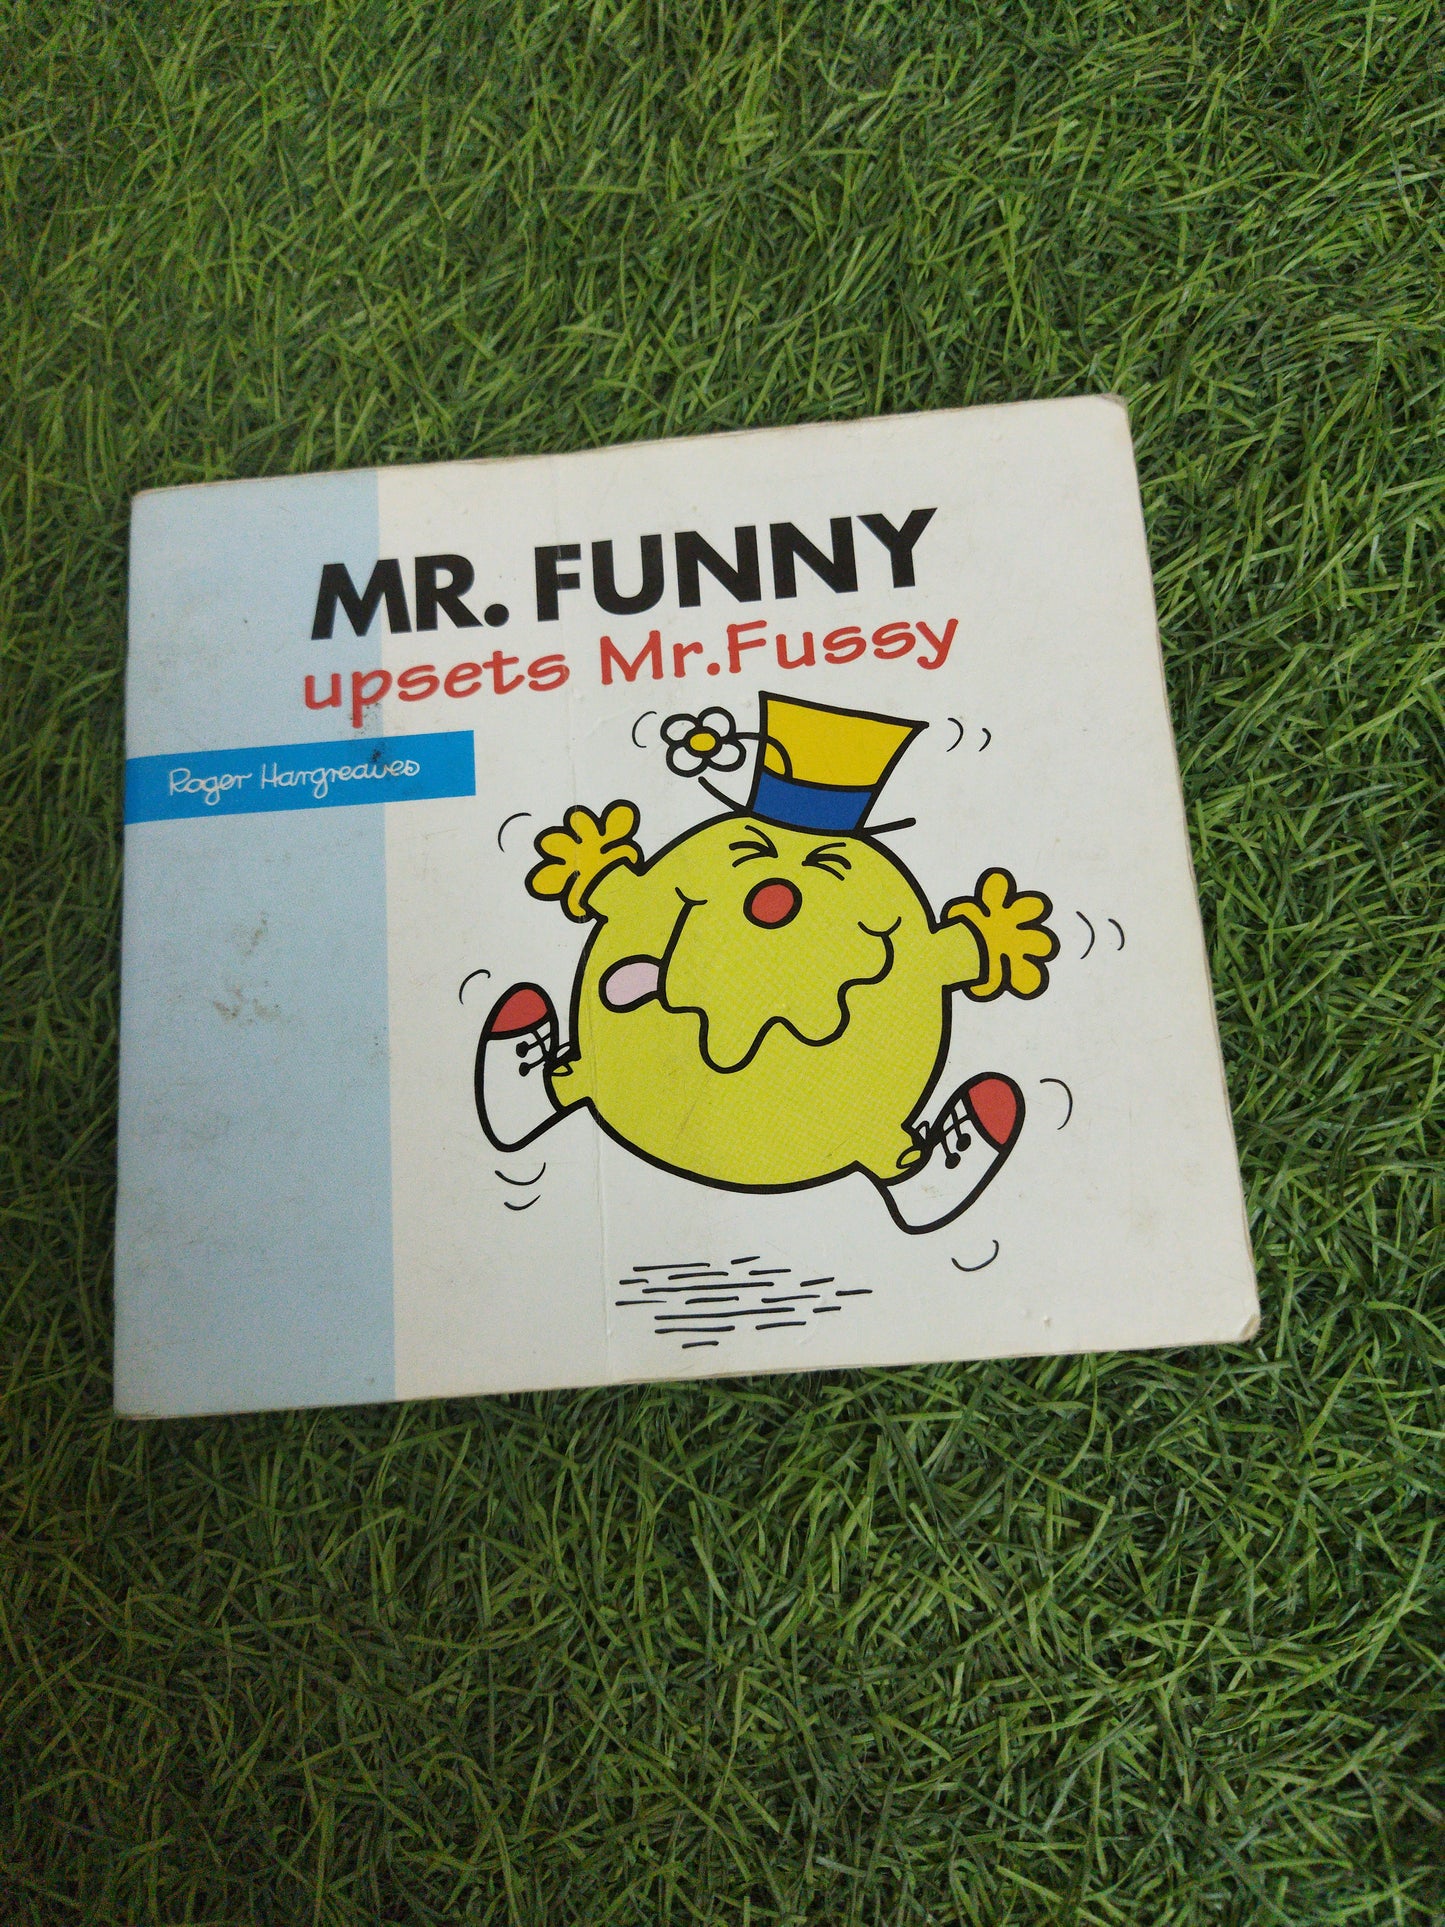 MR. FUNNY
upsets Mr.Fussy
Roger Hargreaves